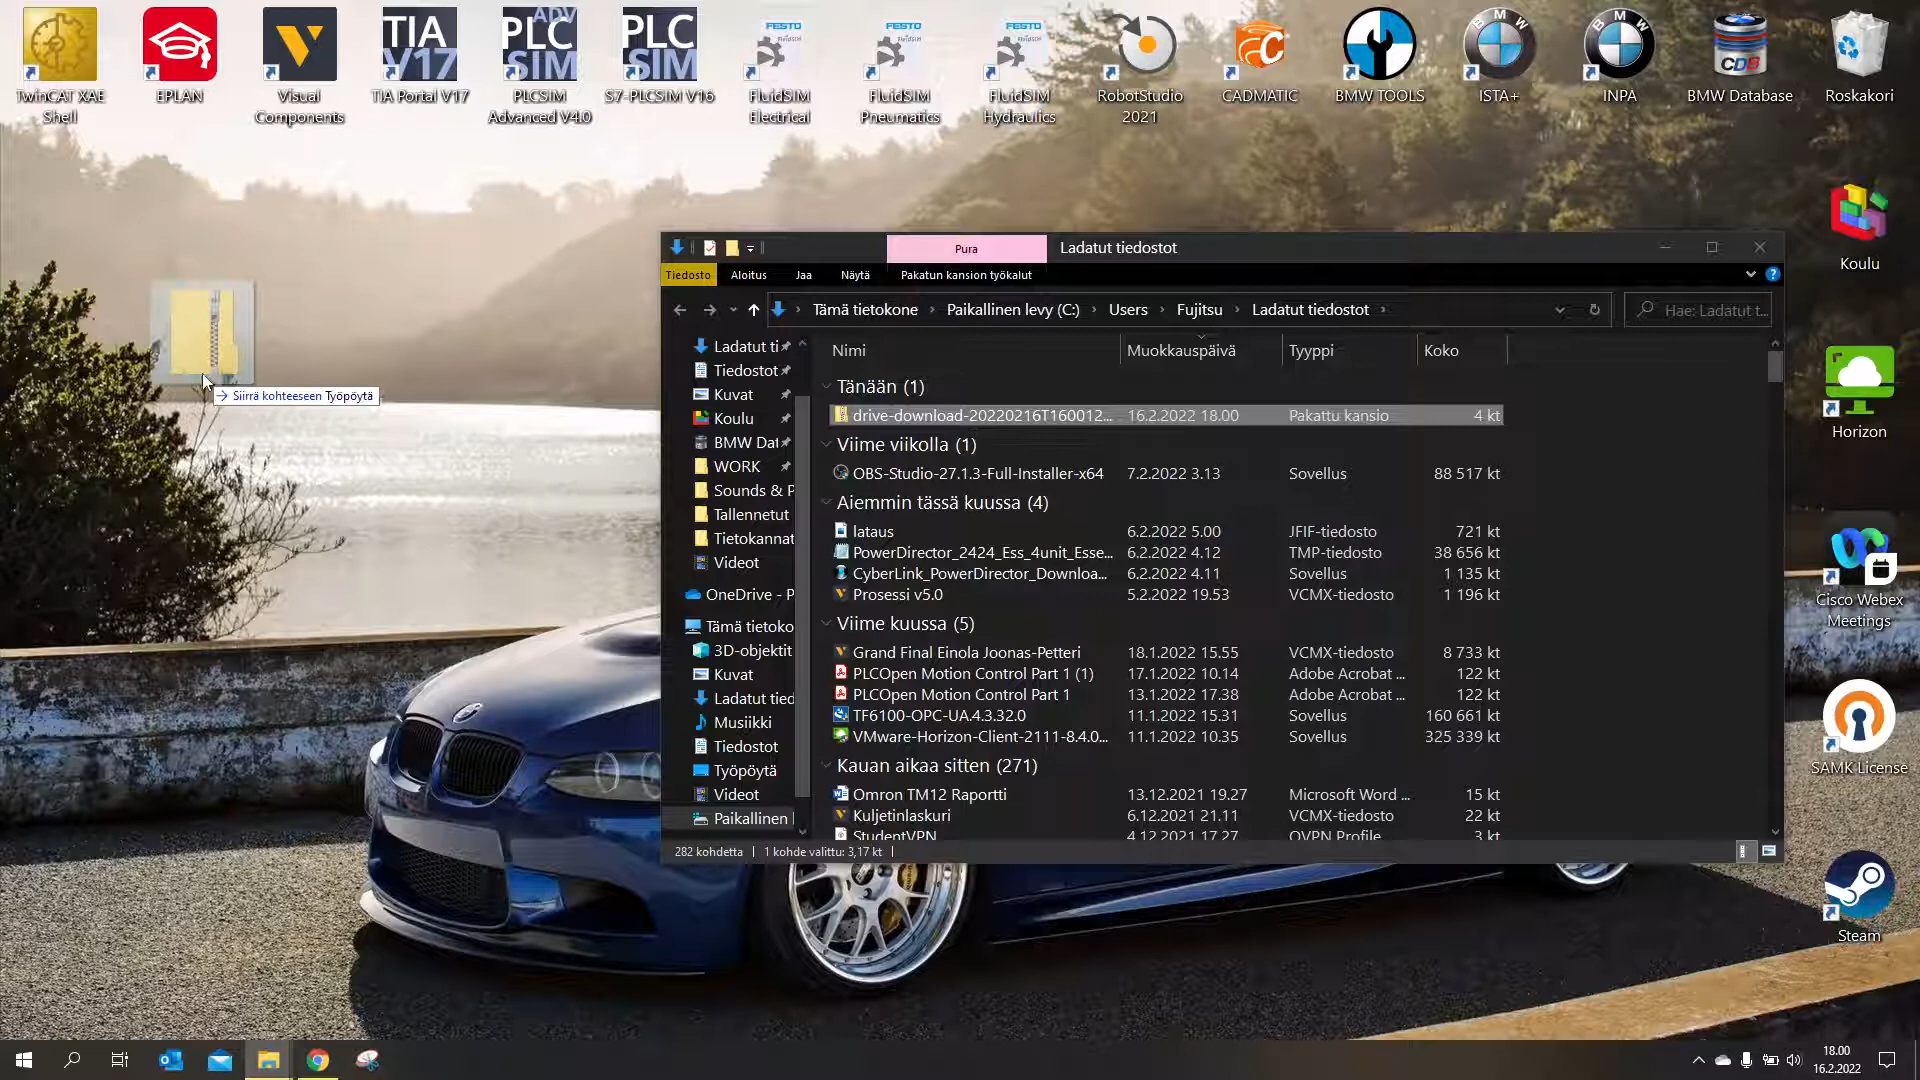 TwinCAT XAE
Shell
EPLAN
Visual
Components
TIA
V17
TIA Portal V17
ADV
PLC
SIM
PLCSIM
Advanced V4.0
PLC
SIM
S7-PLCSIM V16
FESTO
FluidSIM
Electrical
FESTO
FluidSIM
Pneumatics
FESTO
FluidSIM
Hydraulics
RobotStudio
2021
CADMATIC
BMW TOOLS
BMW
ISTA+
BMW
INPA
CDB
BMW Database
Roskakori
Koulu
Horizon
Cisco Webex
Meetings
SAMK License
Steam
Siirrä kohteeseen Työpöytä
Pura
Ladatut tiedostot
Tiedosto
Aloitus
Jaa
Näytä
Pakatun kansion työkalut
Tämä tietokone
Paikallinen levy (C:)
Users
Fujitsu
Ladatut tiedostot
Hae: Ladatut t...
Ladatut ti
Tiedostot
Kuvat
Koulu
BMW Dat
WORK
Sounds & P
Tallennetut
Tietokannat
Videot
OneDrive - P
Tämä tietoko
3D-objektit
Kuvat
Ladatut tied
Musiikki
Tiedostot
Työpöytä
Videot
Paikallinen
Nimi Muokkauspäivä Tyyppi Koko
Tänään (1)
drive-download-20220216T160012... 16.2.2022 18.00 Pakattu kansio 4 kt
Viime viikolla (1)
OBS-Studio-27.1.3-Full-Installer-x64 7.2.2022 3.13 Sovellus 88 517 kt
Aiemmin tässä kuussa (4)
lataus 6.2.2022 5.00 JFIF-tiedosto 721 kt
PowerDirector_2424_Ess_4unit_Esse... 6.2.2022 4.12 TMP-tiedosto 38 656 kt
CyberLink_PowerDirector_Downloa... 6.2.2022 4.11 Sovellus 1 135 kt
Prosessi v5.0 5.2.2022 19.53 VCMX-tiedosto 1 196 kt
Viime kuussa (5)
Grand Final Einola Joonas-Petteri 18.1.2022 15.55 VCMX-tiedosto 8 733 kt
PLCOpen Motion Control Part 1 (1) 17.1.2022 10.14 Adobe Acrobat ... 122 kt
PLCOpen Motion Control Part 1 13.1.2022 17.38 Adobe Acrobat ... 122 kt
TF6100-OPC-UA.4.3.32.0 11.1.2022 15.31 Sovellus 160 661 kt
VMware-Horizon-Client-2111-8.4.0... 11.1.2022 10.35 Sovellus 325 339 kt
Kauan aikaa sitten (271)
Omron TM12 Raportti 13.12.2021 19.27 Microsoft Word ... 15 kt
Kuljetinlaskuri 6.12.2021 21.11 VCMX-tiedosto 22 kt
StudentVPN 4.12.2021 17.27 OVPN Profile 3 kt
282 kohdetta 1 kohde valittu: 3,17 kt
18.00
16.2.2022